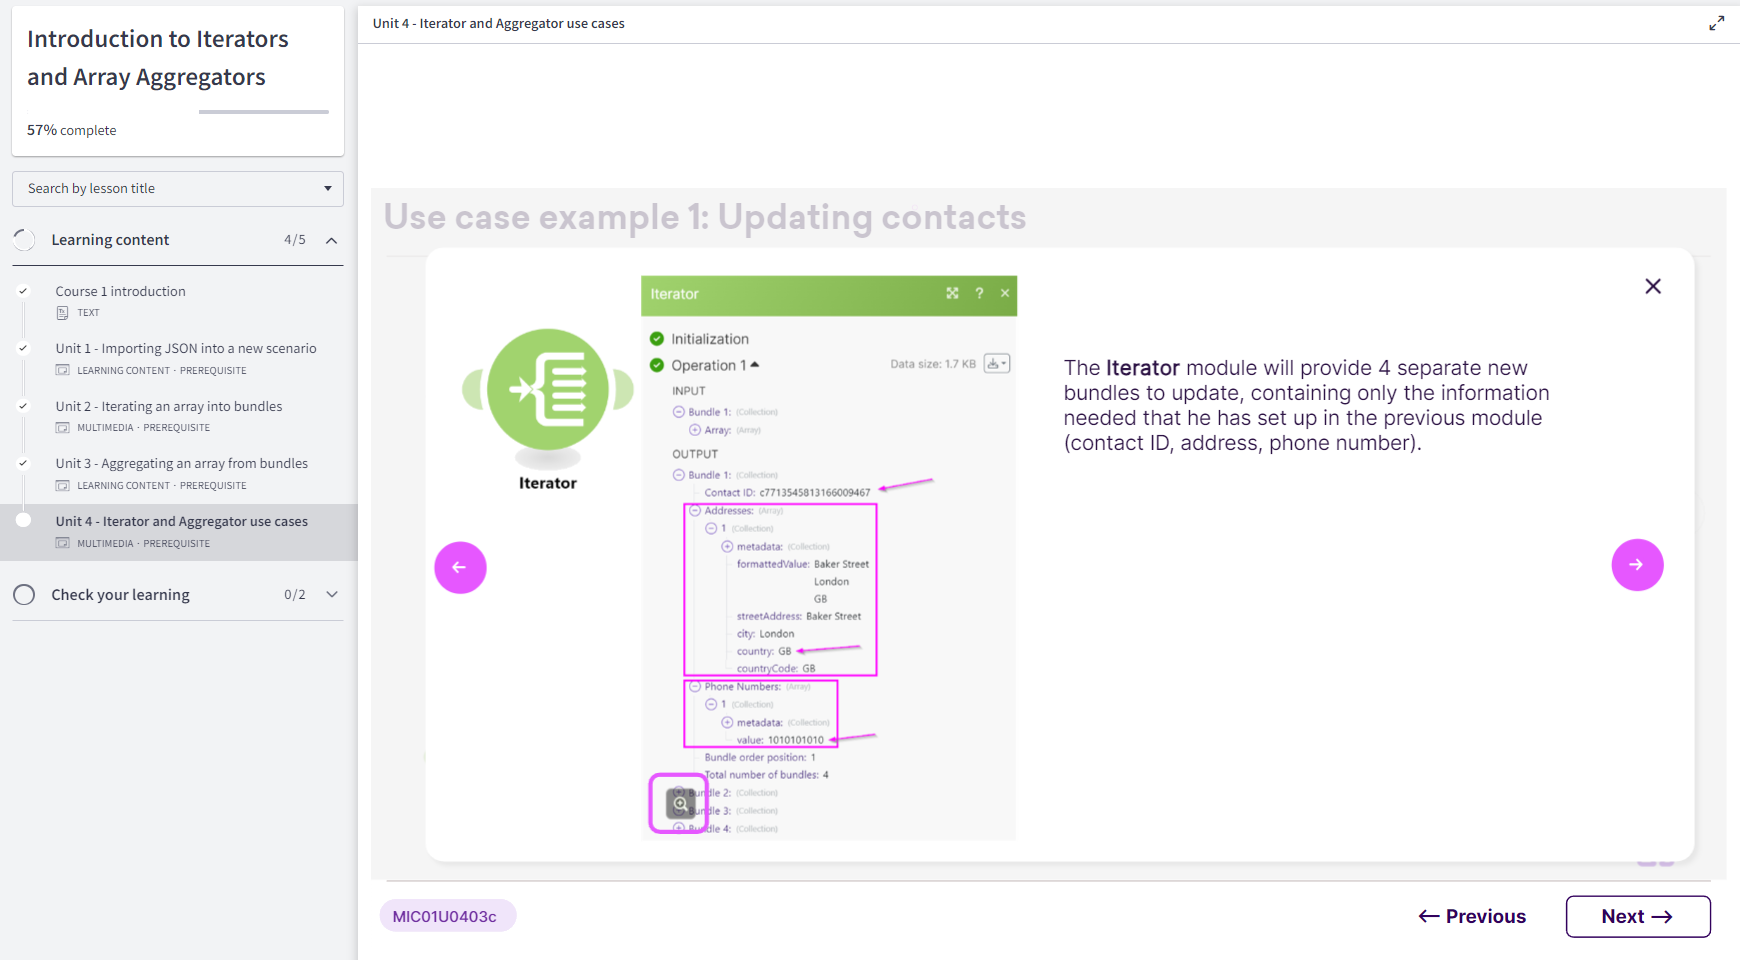 Introduction to Iterators
and Array Aggregators
57% complete
Search by lesson title
Learning content 4/5
Course 1 introduction
TEXT
Unit 1 - Importing JSON into a new scenario
LEARNING CONTENT · PREREQUISITE
Unit 2 - Iterating an array into bundles
MULTIMEDIA · PREREQUISITE
Unit 3 - Aggregating an array from bundles
LEARNING CONTENT · PREREQUISITE
Unit 4 - Iterator and Aggregator use cases
MULTIMEDIA · PREREQUISITE
Check your learning 0/2
Unit 4 - Iterator and Aggregator use cases
Use case example 1: Updating contacts
Iterator
Iterator ? ×
Initialization
Operation 1 Data size: 1.7 KB
INPUT
Bundle 1: (Collection)
Array: (Array)
OUTPUT
Bundle 1: (Collection)
Contact ID: c7713545813166009467
Addresses: (Array)
1 (Collection)
metadata: (Collection)
formattedValue: Baker Street
London
GB
streetAddress: Baker Street
city: London
country: GB
countryCode: GB
Phone Numbers: (Array)
1 (Collection)
metadata: (Collection)
value: 1010101010
Bundle order position: 1
Total number of bundles: 4
Bundle 2: (Collection)
Bundle 3: (Collection)
Bundle 4: (Collection)
The Iterator module will provide 4 separate new
bundles to update, containing only the information
needed that he has set up in the previous module
(contact ID, address, phone number).
MIC01U0403c
← Previous
Next →